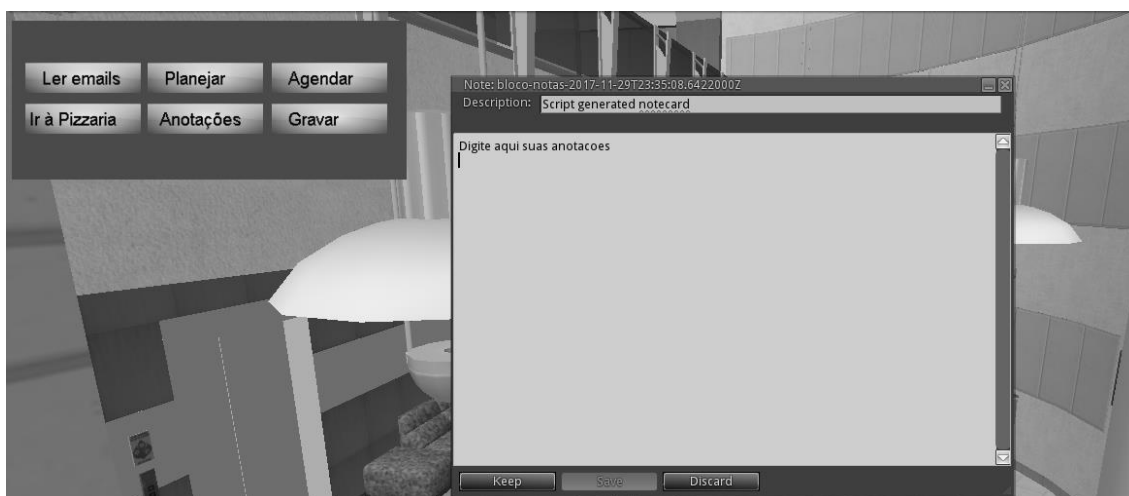 Ler emails Planejar Agendar
Ir à Pizzaria Anotações Gravar
Note: bloco-notas-2017-11-29T23:35:08.6422000Z
Description: Script generated notecard
Digite aqui suas anotacoes
Keep Save Discard